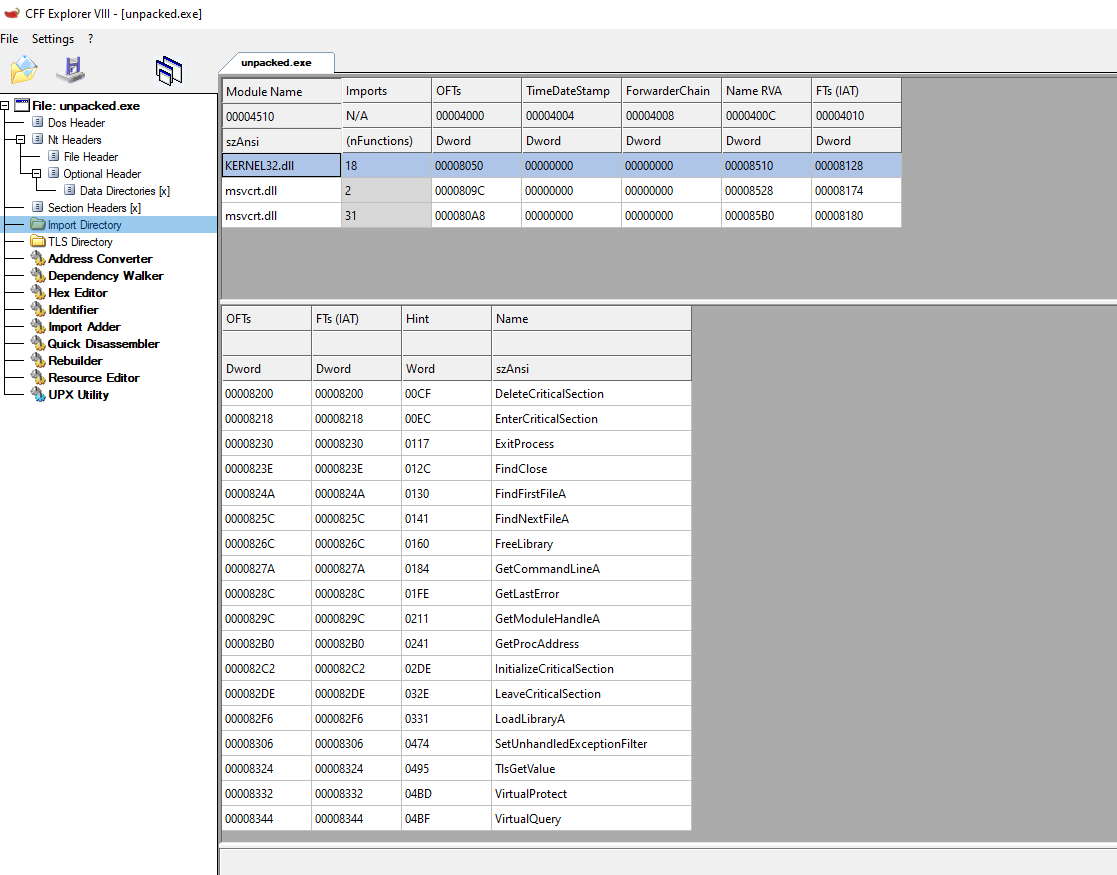 CFF Explorer VIII - [unpacked.exe]
File Settings ?
unpacked.exe
File: unpacked.exe
Dos Header
Nt Headers
File Header
Optional Header
Data Directories [x]
Section Headers [x]
Import Directory
TLS Directory
Address Converter
Dependency Walker
Hex Editor
Identifier
Import Adder
Quick Disassembler
Rebuilder
Resource Editor
UPX Utility
Module Name Imports OFTs TimeDateStamp ForwarderChain Name RVA FTs (IAT)
00004510 N/A 00004000 00004004 00004008 0000400C 00004010
szAnsi (nFunctions) Dword Dword Dword Dword Dword
KERNEL32.dll 18 00008050 00000000 00000000 00008510 00008128
msvcrt.dll 2 0000809C 00000000 00000000 00008528 00008174
msvcrt.dll 31 000080A8 00000000 00000000 000085B0 00008180
OFTs FTs (IAT) Hint Name
Dword Dword Word szAnsi
00008200 00008200 00CF DeleteCriticalSection
00008218 00008218 00EC EnterCriticalSection
00008230 00008230 0117 ExitProcess
0000823E 0000823E 012C FindClose
0000824A 0000824A 0130 FindFirstFileA
0000825C 0000825C 0141 FindNextFileA
0000826C 0000826C 0160 FreeLibrary
0000827A 0000827A 0184 GetCommandLineA
0000828C 0000828C 01FE GetLastError
0000829C 0000829C 0211 GetModuleHandleA
000082B0 000082B0 0241 GetProcAddress
000082C2 000082C2 02DE InitializeCriticalSection
000082DE 000082DE 032E LeaveCriticalSection
000082F6 000082F6 0331 LoadLibraryA
00008306 00008306 0474 SetUnhandledExceptionFilter
00008324 00008324 0495 TlsGetValue
00008332 00008332 04BD VirtualProtect
00008344 00008344 04BF VirtualQuery